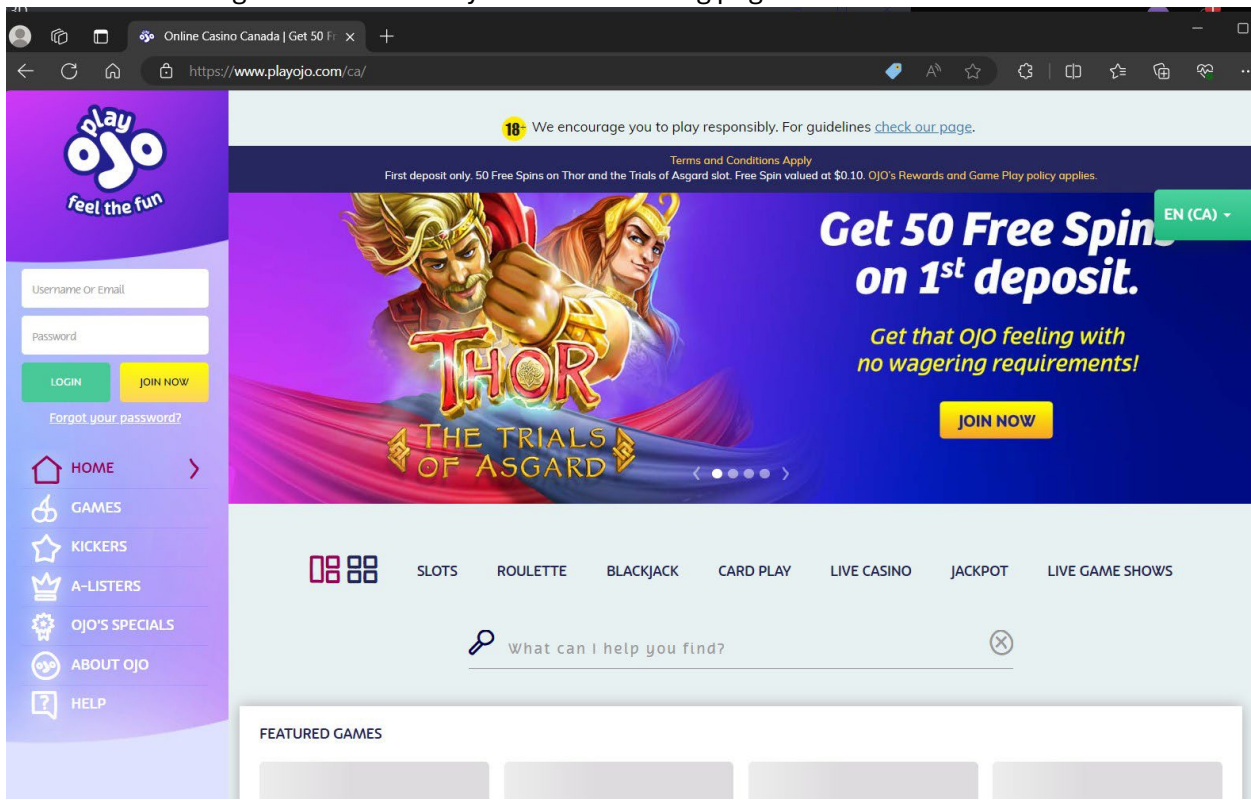 Online Casino Canada | Get 50 Fr
https://www.playojo.com/ca/
play
OJO
feel the fun
18+ We encourage you to play responsibly. For guidelines check our page.
Terms and Conditions Apply
First deposit only. 50 Free Spins on Thor and the Trials of Asgard slot. Free Spin valued at $0.10. OJO's Rewards and Game Play policy applies.
EN (CA)
Get 50 Free Spins
on 1st deposit.
Get that OJO feeling with
no wagering requirements!
JOIN NOW
THOR
THE TRIALS
OF ASGARD
Username Or Email
Password
LOGIN
JOIN NOW
Forgot your password?
HOME
GAMES
KICKERS
A-LISTERS
OJO'S SPECIALS
ABOUT OJO
HELP
SLOTS
ROULETTE
BLACKJACK
CARD PLAY
LIVE CASINO
JACKPOT
LIVE GAME SHOWS
What can I help you find?
FEATURED GAMES